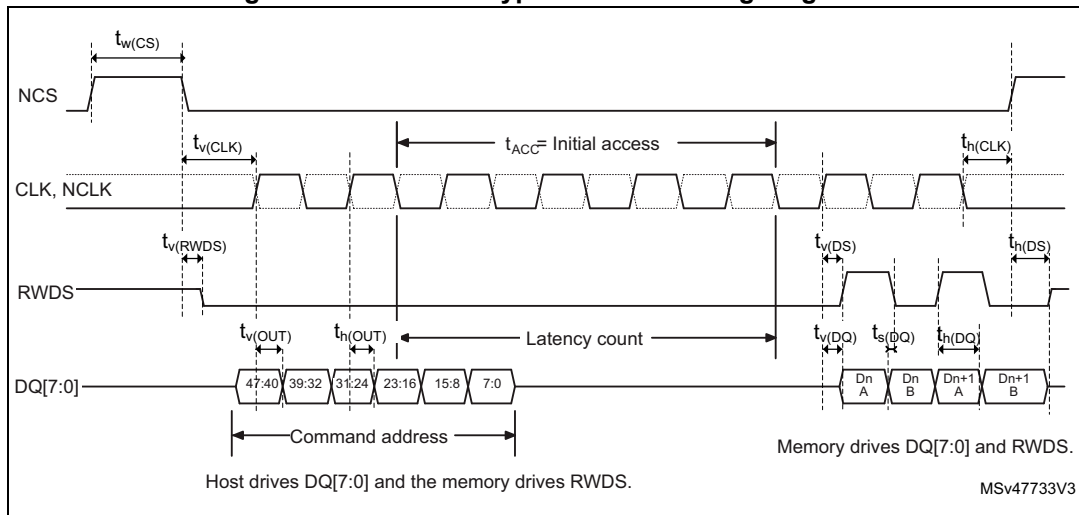 t_w(CS)
NCS
t_v(CLK)
t_ACC= Initial access
t_h(CLK)
CLK, NCLK
t_v(RWDS)
t_v(DS)
t_h(DS)
RWDS
t_v(OUT)
t_h(OUT)
Latency count
t_v(DQ)
t_s(DQ)
t_h(DQ)
DQ[7:0]
47:40 39:32 31:24 23:16 15:8 7:0
Dn A
Dn B
Dn+1 A
Dn+1 B
Command address
Memory drives DQ[7:0] and RWDS.
Host drives DQ[7:0] and the memory drives RWDS.
MSv47733V3